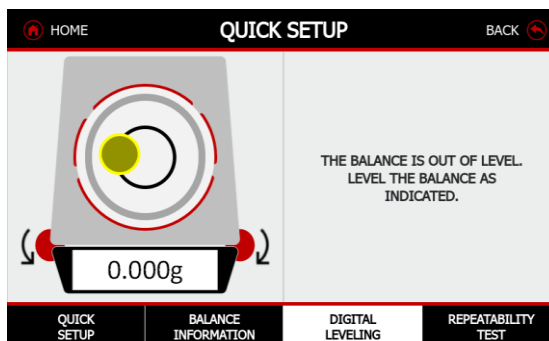 HOME
QUICK SETUP
BACK
THE BALANCE IS OUT OF LEVEL.
LEVEL THE BALANCE AS
INDICATED.
0.000g
QUICK
SETUP
BALANCE
INFORMATION
DIGITAL
LEVELING
REPEATABILITY
TEST